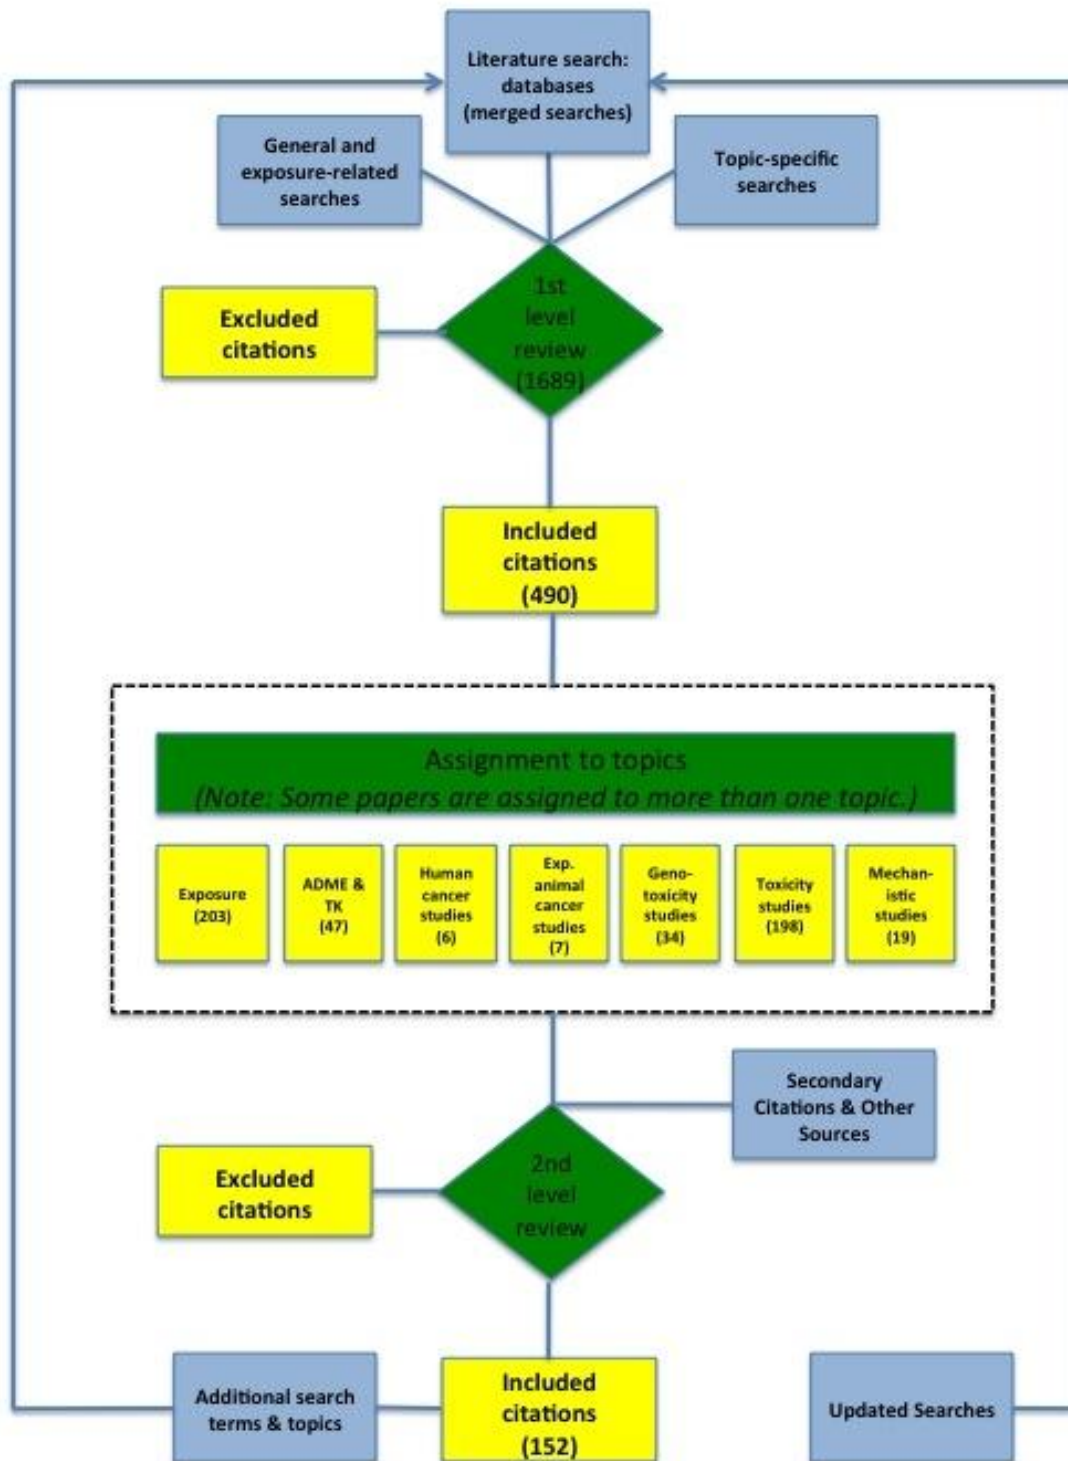 Literature search:
databases
(merged searches)
General and
exposure-related
searches
Topic-specific
searches
1st
level
review
(1689)
Excluded
citations
Included
citations
(490)
Assignment to topics
(Note: Some papers are assigned to more than one topic.)
Exposure
(203)
ADME &
TK
(47)
Human
cancer
studies
(6)
Exp.
animal
cancer
studies
(7)
Geno-
toxicity
studies
(34)
Toxicity
studies
(198)
Mechan-
istic
studies
(19)
Secondary
Citations & Other
Sources
2nd
level
review
Excluded
citations
Additional search
terms & topics
Included
citations
(152)
Updated Searches